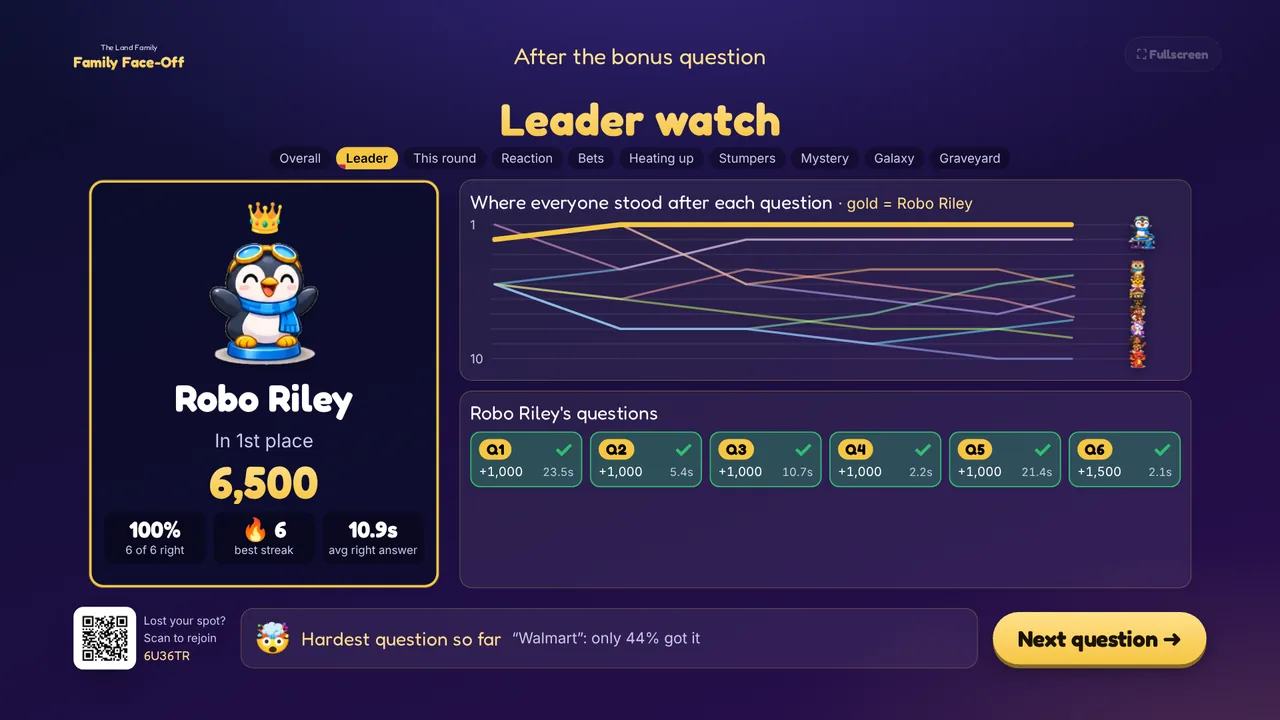 The Land Family
Family Face-Off
After the bonus question
Fullscreen
Leader watch
Overall Leader This round Reaction Bets Heating up Stumpers Mystery Galaxy Graveyard
Robo Riley
In 1st place
6,500
100%
6 of 6 right
6
best streak
10.9s
avg right answer
Where everyone stood after each question · gold = Robo Riley
1
10
Robo Riley's questions
Q1
+1,000 23.5s
Q2
+1,000 5.4s
Q3
+1,000 10.7s
Q4
+1,000 2.2s
Q5
+1,000 21.4s
Q6
+1,500 2.1s
Lost your spot?
Scan to rejoin
6U36TR
Hardest question so far “Walmart”: only 44% got it
Next question →